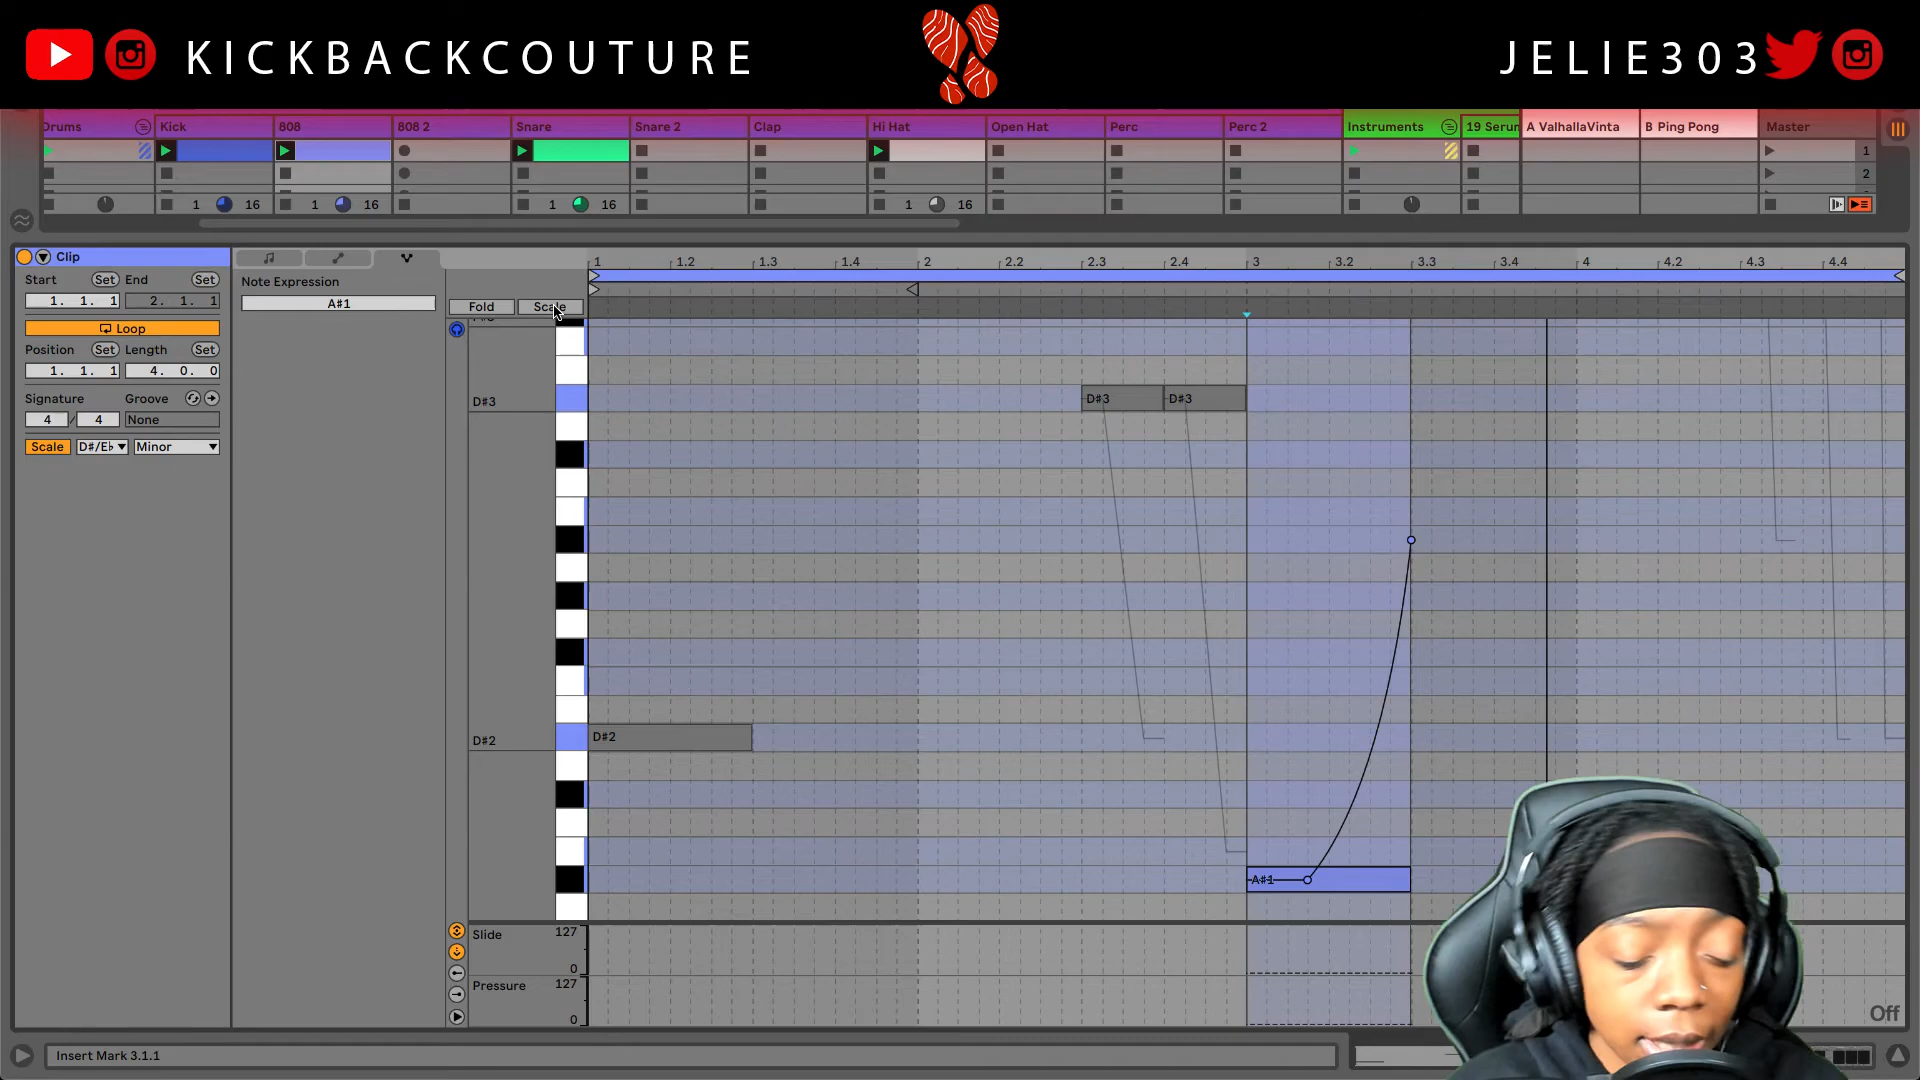 KICKBACKCOUTURE
JELIE303
Drums Kick 808 808 2 Snare Snare 2 Clap Hi Hat Open Hat Perc Perc 2 Instruments 19 Serun A ValhallaVinta B Ping Pong Master
1
2
1 16 1 16 1 16 1 16
Clip
Start Set End Set
1. 1. 1 2. 1. 1
Loop
Position Set Length Set
1. 1. 1 4. 0. 0
Signature Groove
4 / 4 None
Scale D#/E♭ Minor
Note Expression
A#1
Fold Scale
1 1.2 1.3 1.4 2 2.2 2.3 2.4 3 3.2 3.3 3.4 4 4.2 4.3 4.4
D#3 D#3 D#3
D#2 D#2
A#1
Slide 127
0
Pressure 127
0
Off
Insert Mark 3.1.1